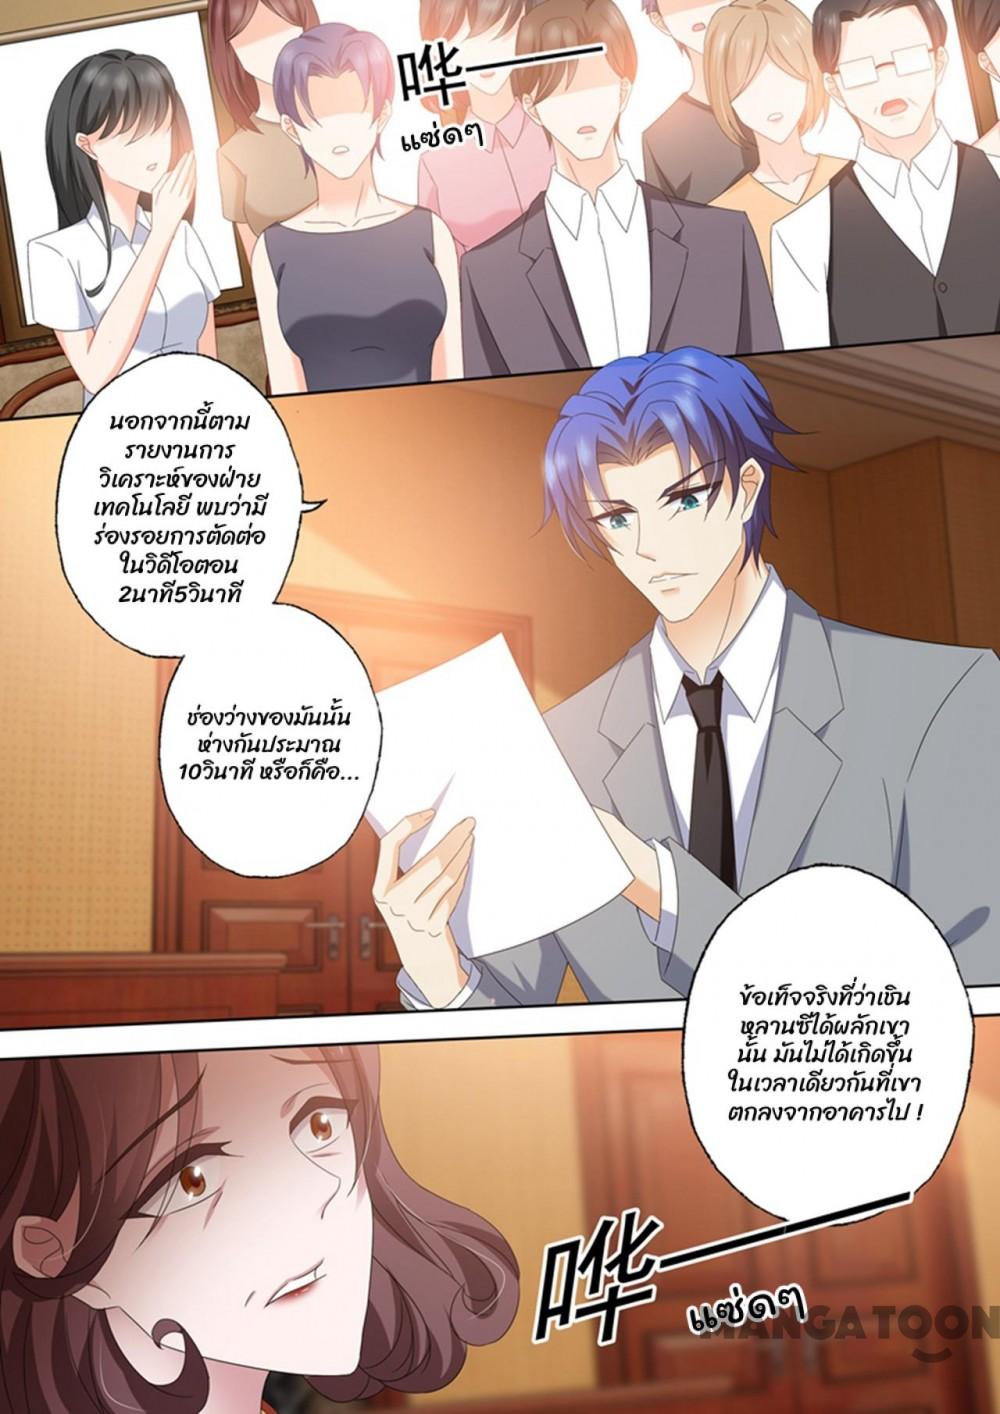 哗——
แซ่ดๆ
นอกจากนี้ตาม
รายงานการ
วิเคราะห์ของฝ่าย
เทคโนโลยี พบว่ามี
ร่องรอยการตัดต่อ
ในวิดีโอตอน
2นาที5วินาที
ช่องว่างของมันนั้น
ห่างกันประมาณ
10วินาที หรือก็คือ...
ข้อเท็จจริงที่ว่าเชิน
หลานซีได้ผลักเขา
นั้น มันไม่ได้เกิดขึ้น
ในเวลาเดียวกันที่เขา
ตกลงจากอาคารไป !
哗——
แซ่ดๆ
MANGATOON